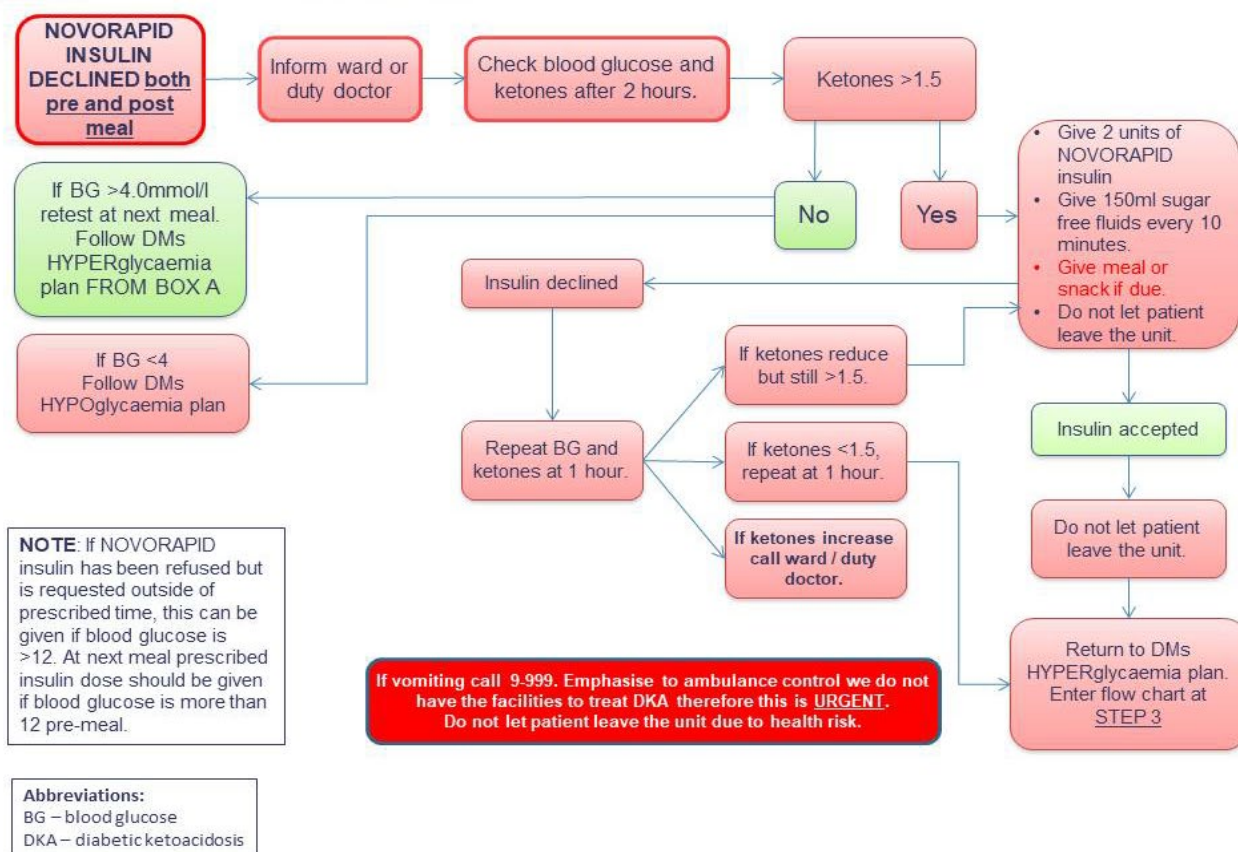 NOVORAPID
INSULIN
DECLINED both
pre and post
meal
Inform ward or
duty doctor
Check blood glucose and
ketones after 2 hours.
Ketones >1.5
No
Yes
• Give 2 units of
NOVORAPID
insulin
• Give 150ml sugar
free fluids every 10
minutes.
• Give meal or
snack if due.
• Do not let patient
leave the unit.
If BG >4.0mmol/l
retest at next meal.
Follow DMs
HYPERglycaemia
plan FROM BOX A
If BG <4
Follow DMs
HYPOglycaemia plan
Insulin declined
Repeat BG and
ketones at 1 hour.
If ketones reduce
but still >1.5.
If ketones <1.5,
repeat at 1 hour.
If ketones increase
call ward / duty
doctor.
Insulin accepted
Do not let patient
leave the unit.
Return to DMs
HYPERglycaemia plan.
Enter flow chart at
STEP 3
NOTE: If NOVORAPID
insulin has been refused but
is requested outside of
prescribed time, this can be
given if blood glucose is
>12. At next meal prescribed
insulin dose should be given
if blood glucose is more than
12 pre-meal.
If vomiting call 9-999. Emphasise to ambulance control we do not
have the facilities to treat DKA therefore this is URGENT.
Do not let patient leave the unit due to health risk.
Abbreviations:
BG – blood glucose
DKA – diabetic ketoacidosis